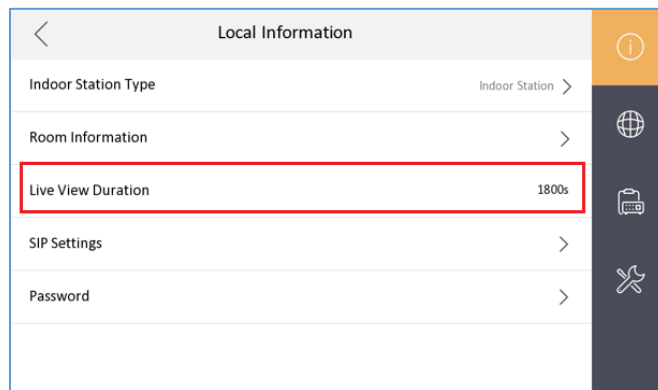 Local Information
Indoor Station Type
Indoor Station
Room Information
Live View Duration
1800s
SIP Settings
Password